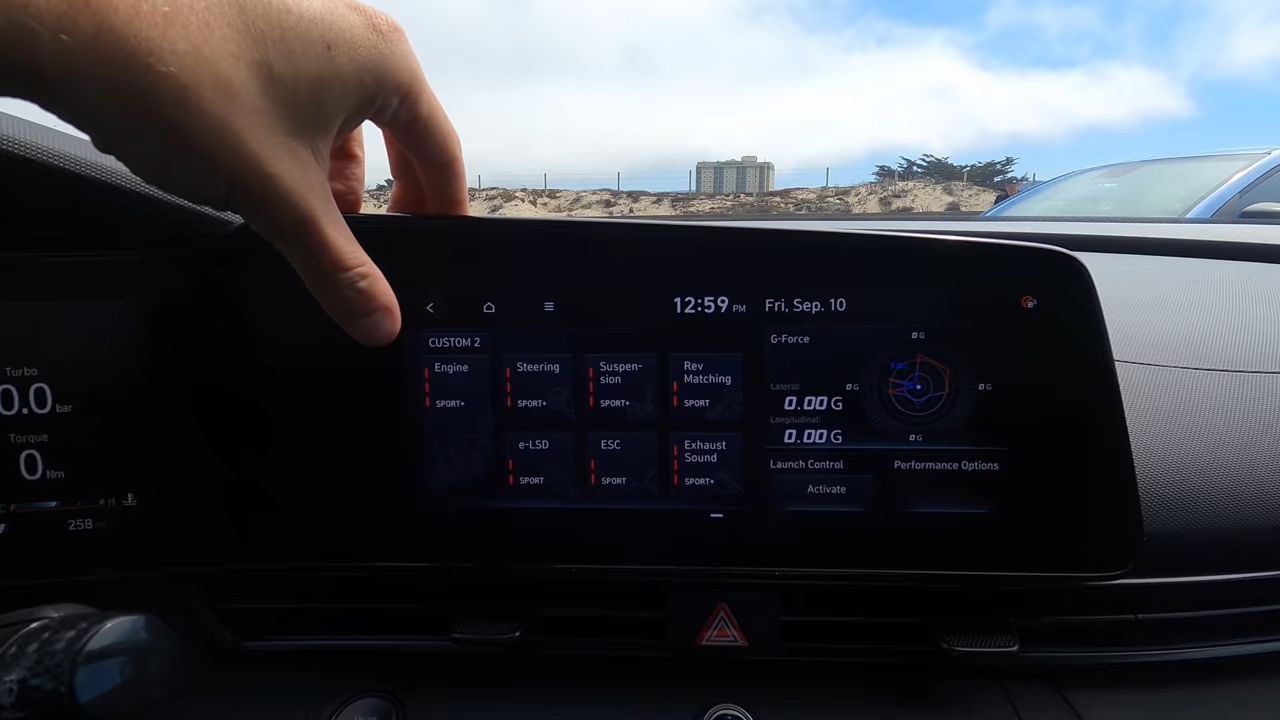 12:59 PM
Fri, Sep. 10
CUSTOM 2
Engine
SPORT+
Steering
SPORT+
Suspen-
sion
SPORT+
Rev
Matching
SPORT
e-LSD
SPORT
ESC
SPORT
Exhaust
Sound
SPORT+
G-Force
0 G
0 G
0 G
0 G
Lateral:
0.00 G
Longitudinal:
0.00 G
Launch Control
Activate
Performance Options
Turbo
0.0 bar
Torque
0 Nm
H
258